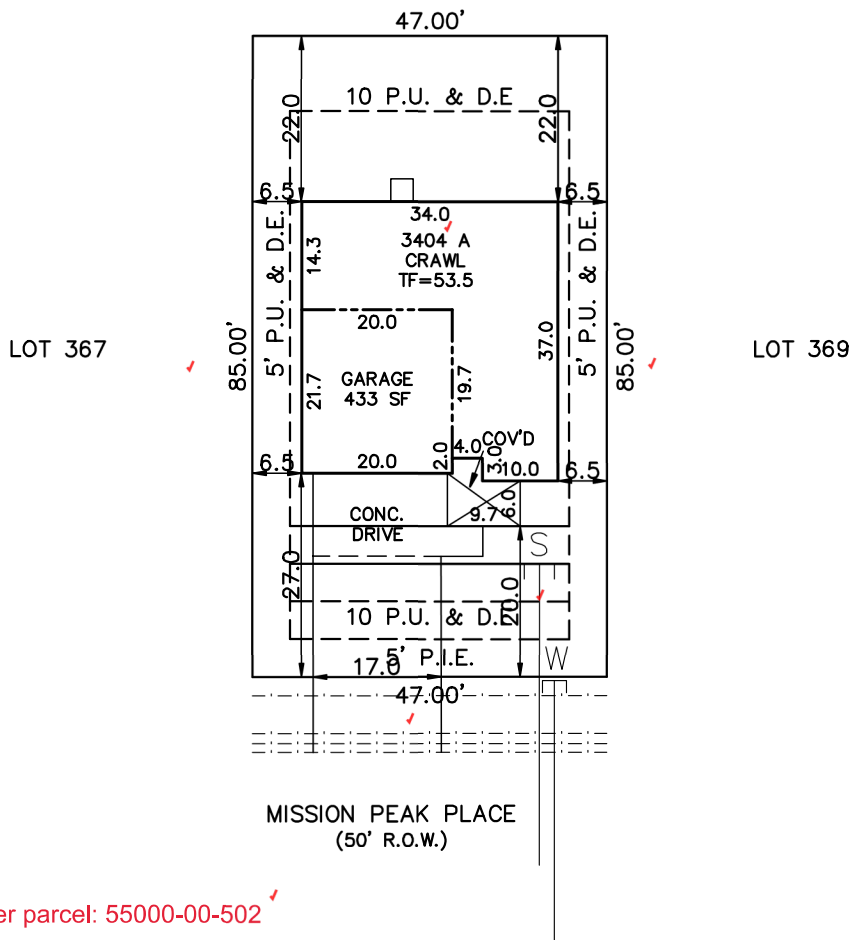 47.00'
10 P.U. & D.E
22.0
22.0
6.5
6.5
34.0
3404 A
CRAWL
TF=53.5
14.3
5' P.U. & D.E.
5' P.U. & D.E.
20.0
37.0
LOT 367
85.00'
85.00'
LOT 369
GARAGE
433 SF
21.7
19.7
COV'D
4.0
3.0
2.0
20.0
10.0
6.5
6.5
CONC.
DRIVE
9.7
6.0
S
27.0
20.0
10 P.U. & D.E
5' P.I.E.
W
17.0
47.00'
MISSION PEAK PLACE
(50' R.O.W.)
er parcel: 55000-00-502